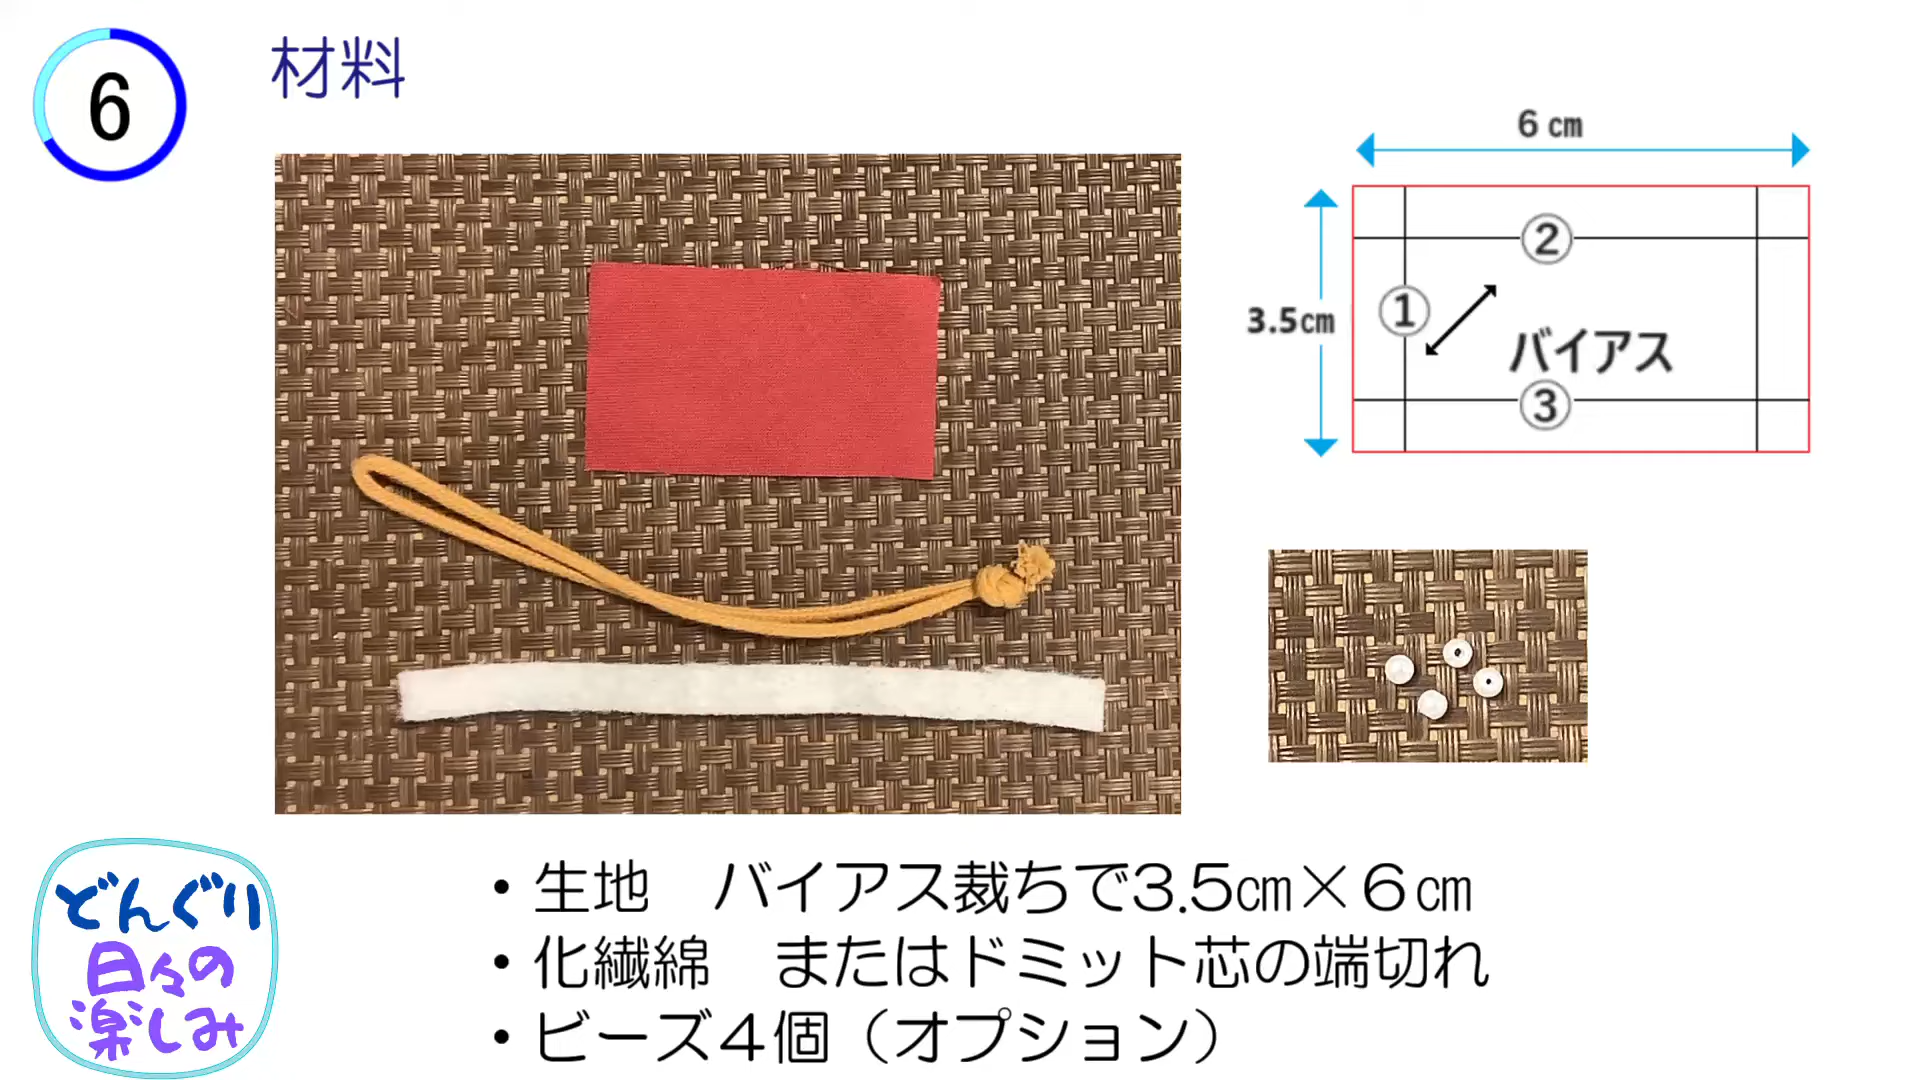 6
材料
6㎝
3.5㎝
②
①
バイアス
③
・生地　バイアス裁ちで3.5㎝×6㎝
・化繊綿　またはドミット芯の端切れ
・ビーズ4個（オプション）
どんぐり
日々の
楽しみ